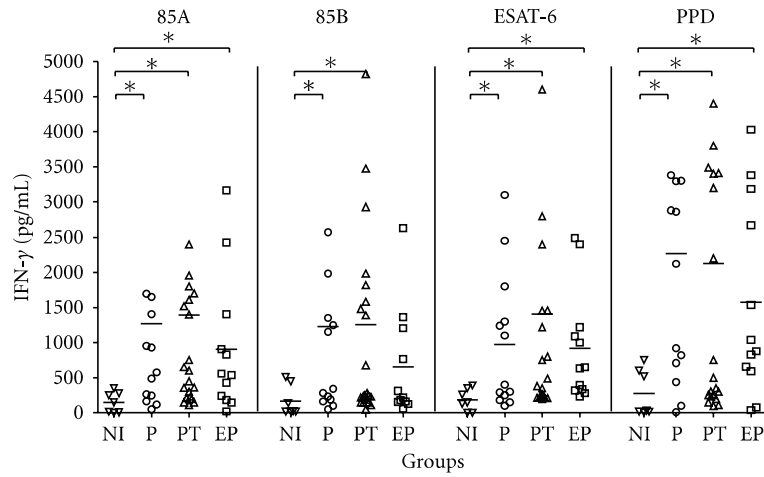 85A 85B ESAT-6 PPD
* * * *
* * * *
* * * *
5000
4500
4000
3500
3000
2500
2000
1500
1000
500
0
IFN-γ (pg/mL)
NI P PT EP NI P PT EP NI P PT EP NI P PT EP
Groups